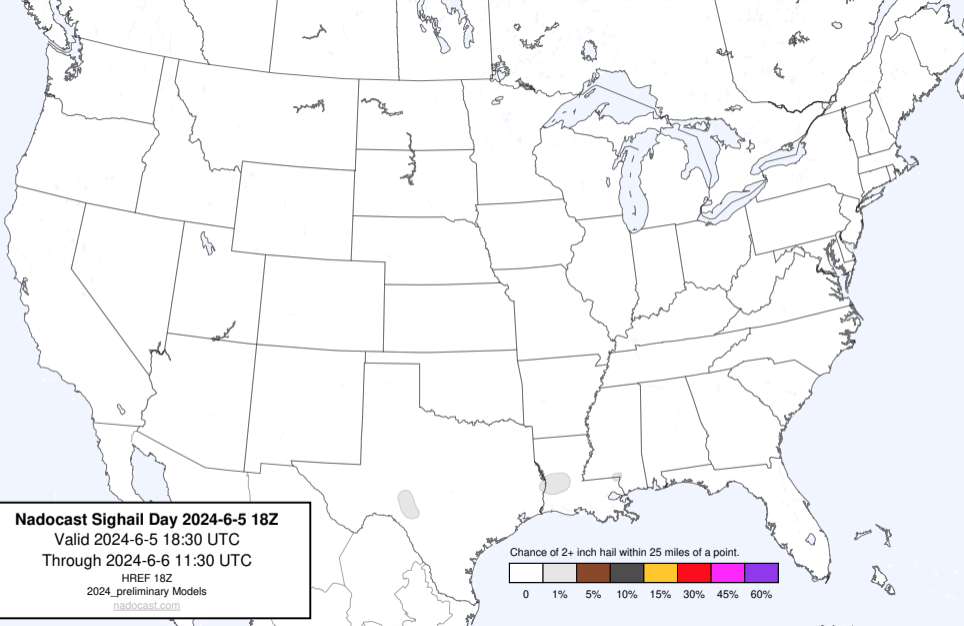 Nadocast Sighail Day 2024-6-5 18Z
Valid 2024-6-5 18:30 UTC
Through 2024-6-6 11:30 UTC
HREF 18Z
2024_preliminary Models
nadocast.com
Chance of 2+ inch hail within 25 miles of a point.
0 1% 5% 10% 15% 30% 45% 60%